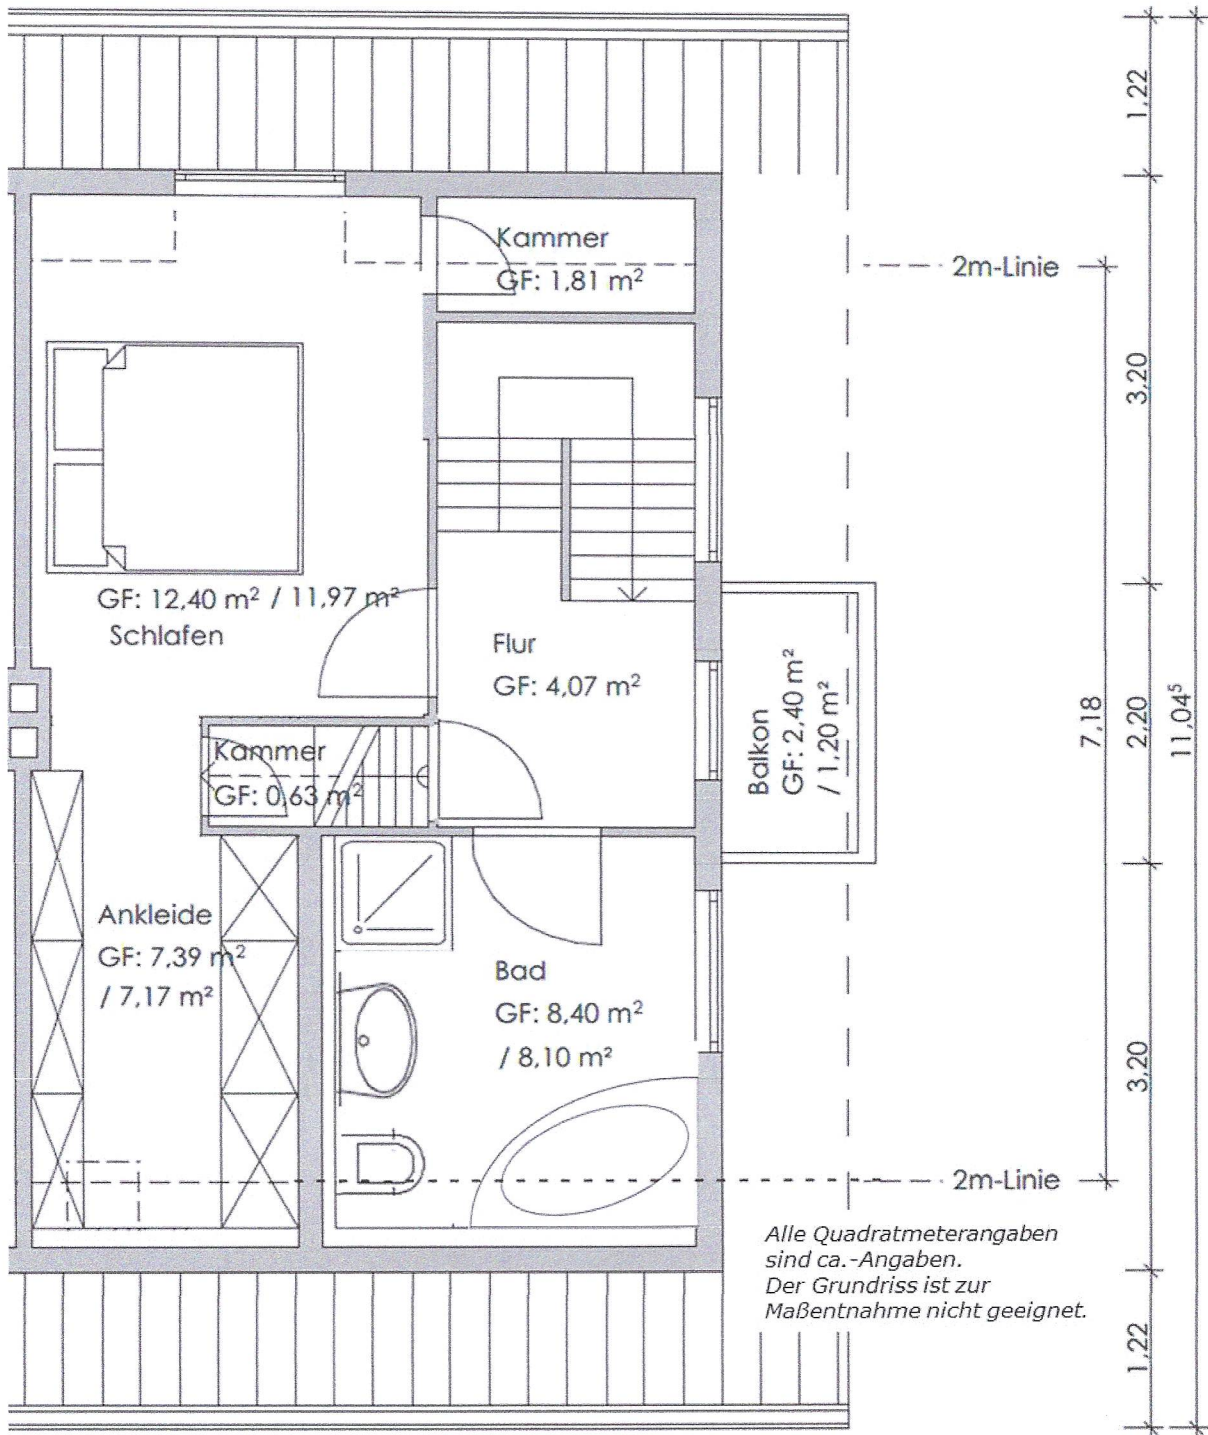 1,22
Kammer
GF: 1,81 m²
2m-Linie
3,20
GF: 12,40 m² / 11,97 m²
Schlafen
Flur
GF: 4,07 m²
Balkon
GF: 2,40 m²
/ 1,20 m²
7,18
2,20
11,04⁵
Kammer
GF: 0,63 m²
Ankleide
GF: 7,39 m²
/ 7,17 m²
Bad
GF: 8,40 m²
/ 8,10 m²
3,20
2m-Linie
Alle Quadratmeterangaben
sind ca.-Angaben.
Der Grundriss ist zur
Maßentnahme nicht geeignet.
1,22